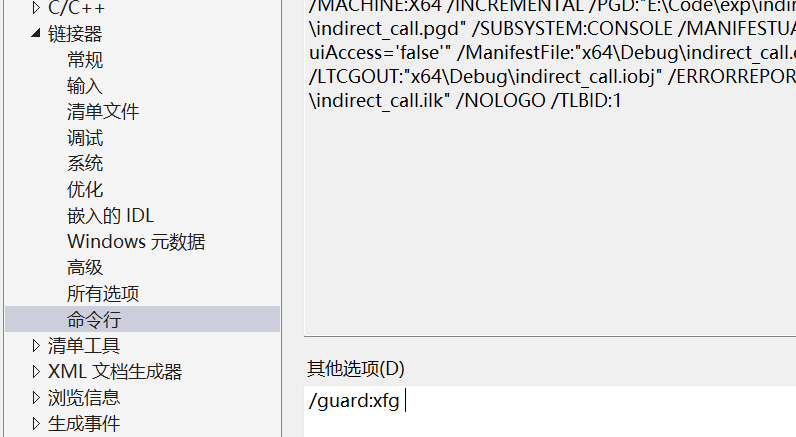 C/C++
链接器
常规
输入
清单文件
调试
系统
优化
嵌入的 IDL
Windows 元数据
高级
所有选项
命令行
清单工具
XML 文档生成器
浏览信息
生成事件
/MACHINE:X64 /INCREMENTAL /PGD:"E:\Code\exp\indir
\indirect_call.pgd" /SUBSYSTEM:CONSOLE /MANIFESTUA
uiAccess='false'" /ManifestFile:"x64\Debug\indirect_call.e
/LTCGOUT:"x64\Debug\indirect_call.iobj" /ERRORREPOR
\indirect_call.ilk" /NOLOGO /TLBID:1
其他选项(D)
/guard:xfg